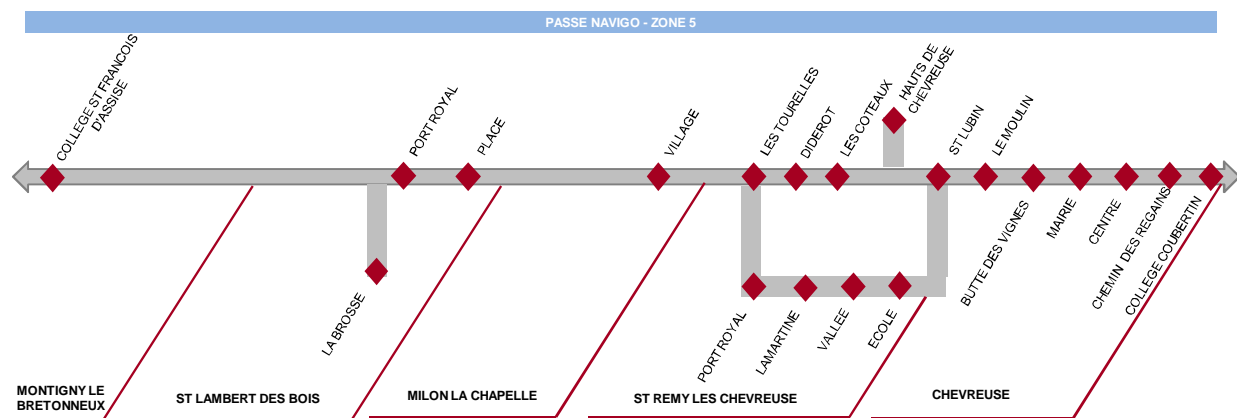 PASSE NAVIGO - ZONE 5
COLLEGE ST FRANCOIS
D'ASSISE
PORT ROYAL
PLACE
VILLAGE
LES TOURELLES
DIDEROT
LES COTEAUX
HAUTS DE
CHEVREUSE
ST LUBIN
LE MOULIN
LA BROSSE
PORT ROYAL
LAMARTINE
VALLEE
ECOLE
BUTTE DES VIGNES
MAIRIE
CENTRE
CHEMIN DES REGAINS
COLLEGE COUBERTIN
MONTIGNY LE
BRETONNEUX
ST LAMBERT DES BOIS
MILON LA CHAPELLE
ST REMY LES CHEVREUSE
CHEVREUSE